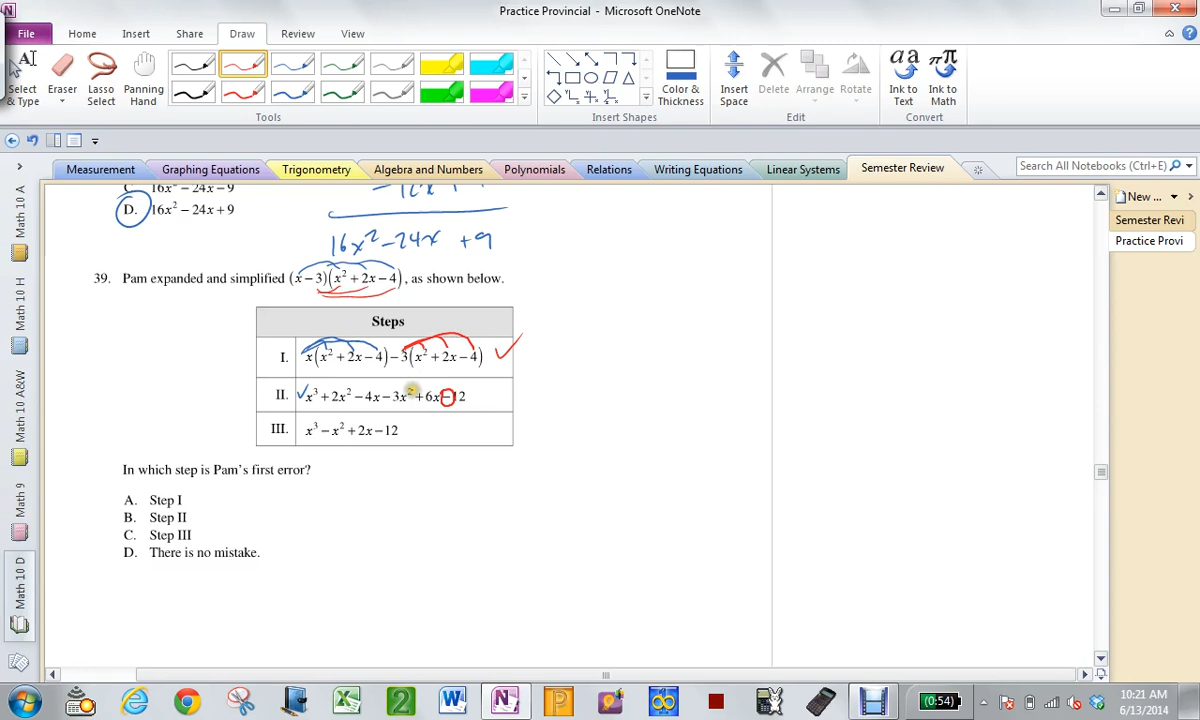 Practice Provincial - Microsoft OneNote
File Home Insert Share Draw Review View
Select & Type Eraser Lasso Select Panning Hand Color & Thickness Insert Space Delete Arrange Rotate Ink to Text Ink to Math
Tools Insert Shapes Edit Convert
Measurement Graphing Equations Trigonometry Algebra and Numbers Polynomials Relations Writing Equations Linear Systems Semester Review Search All Notebooks (Ctrl+E)
New ...
Semester Revi
Practice Provi
Math 10 A
Math 10 H
Math 10 A&W
Math 9
Math 10 D
C. 16x² − 24x − 9
D. 16x² − 24x + 9
16x² − 24x + 9
39. Pam expanded and simplified (x − 3)(x² + 2x − 4), as shown below.
Steps
I. x(x² + 2x − 4) − 3(x² + 2x − 4)
II. x³ + 2x² − 4x − 3x² + 6x − 12
III. x³ − x² + 2x − 12
In which step is Pam's first error?
A. Step I
B. Step II
C. Step III
D. There is no mistake.
(0:54)
10:21 AM
6/13/2014